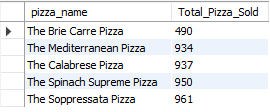 pizza_name Total_Pizza_Sold
The Brie Carre Pizza 490
The Mediterranean Pizza 934
The Calabrese Pizza 937
The Spinach Supreme Pizza 950
The Soppressata Pizza 961